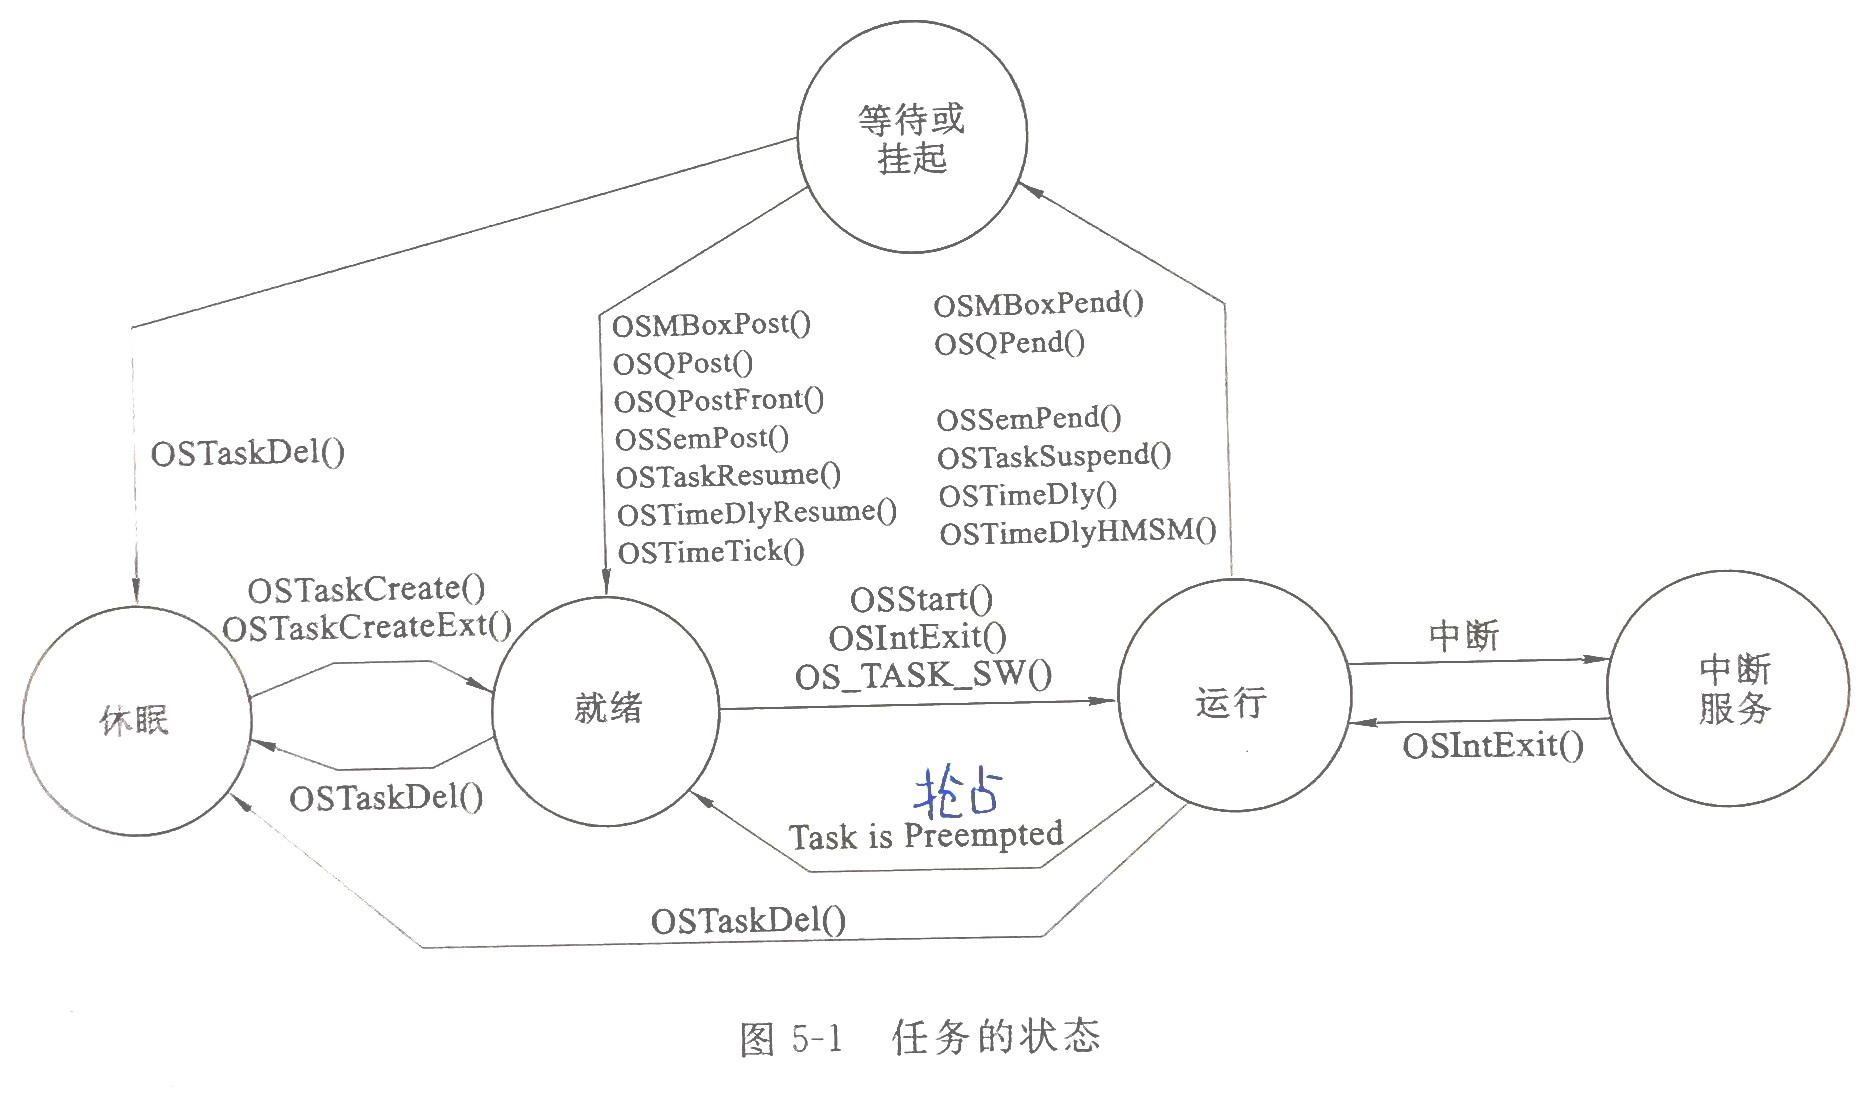 等待或
挂起
OSMBoxPost()
OSQPost()
OSQPostFront()
OSSemPost()
OSTaskResume()
OSTimeDlyResume()
OSTimeTick()
OSMBoxPend()
OSQPend()
OSSemPend()
OSTaskSuspend()
OSTimeDly()
OSTimeDlyHMSM()
OSTaskDel()
OSTaskCreate()
OSTaskCreateExt()
OSStart()
OSIntExit()
OS_TASK_SW()
中断
休眠
就绪
运行
中断
服务
OSIntExit()
OSTaskDel()
抢占
Task is Preempted
OSTaskDel()
图 5-1 任务的状态